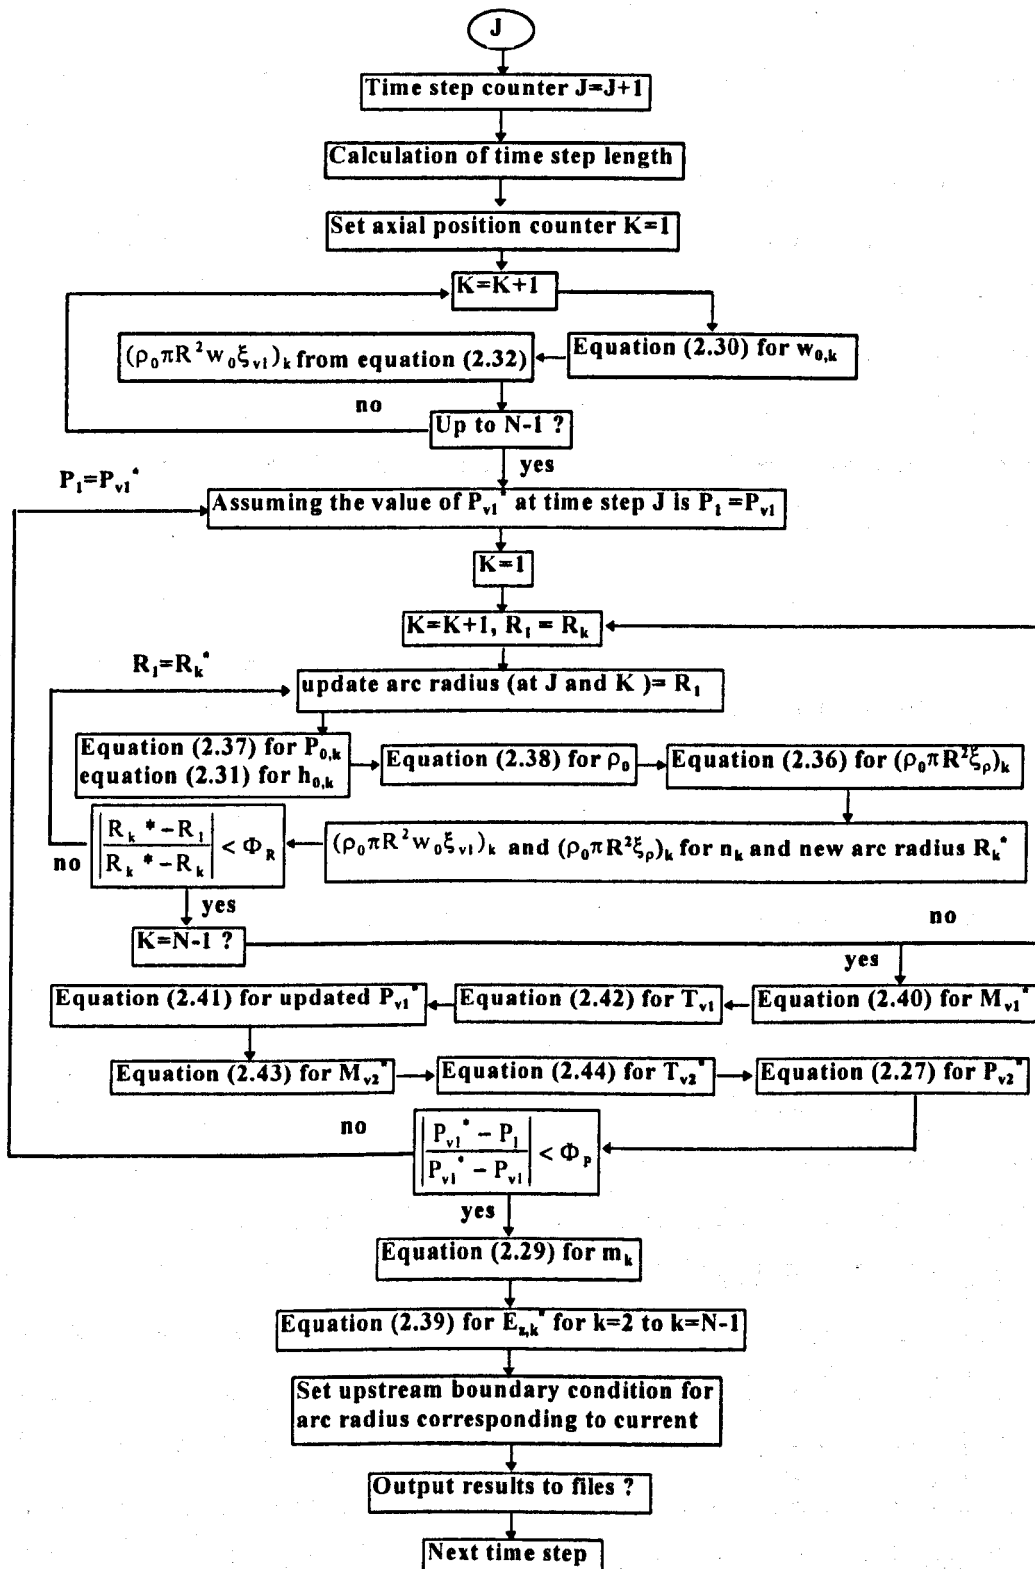 J
Time step counter J=J+1
Calculation of time step length
Set axial position counter K=1
K=K+1
Equation (2.30) for w₀,ₖ
(ρ₀πR²w₀ξᵥ₁)ₖ from equation (2.32)
no
Up to N-1 ?
yes
P₁=Pᵥ₁*
Assuming the value of Pᵥ₁* at time step J is P₁=Pᵥ₁
K=1
K=K+1, R₁ = Rₖ
R₁=Rₖ*
update arc radius (at J and K )= R₁
Equation (2.37) for P₀,ₖ
equation (2.31) for h₀,ₖ
Equation (2.38) for ρ₀
Equation (2.36) for (ρ₀πR²ξᵨ)ₖ
|(Rₖ* - R₁)/(Rₖ* - Rₖ)| < Φ_R
(ρ₀πR²w₀ξᵥ₁)ₖ and (ρ₀πR²ξᵨ)ₖ for nₖ and new arc radius Rₖ*
no
yes
K=N-1 ?
no
yes
Equation (2.41) for updated Pᵥ₁*
Equation (2.42) for Tᵥ₁
Equation (2.40) for Mᵥ₁*
Equation (2.43) for Mᵥ₂*
Equation (2.44) for Tᵥ₂*
Equation (2.27) for Pᵥ₂*
no
|(Pᵥ₁* - P₁)/(Pᵥ₁* - Pᵥ₁)| < Φ_P
yes
Equation (2.29) for mₖ
Equation (2.39) for E_z,ₖ* for k=2 to k=N-1
Set upstream boundary condition for
arc radius corresponding to current
Output results to files ?
Next time step